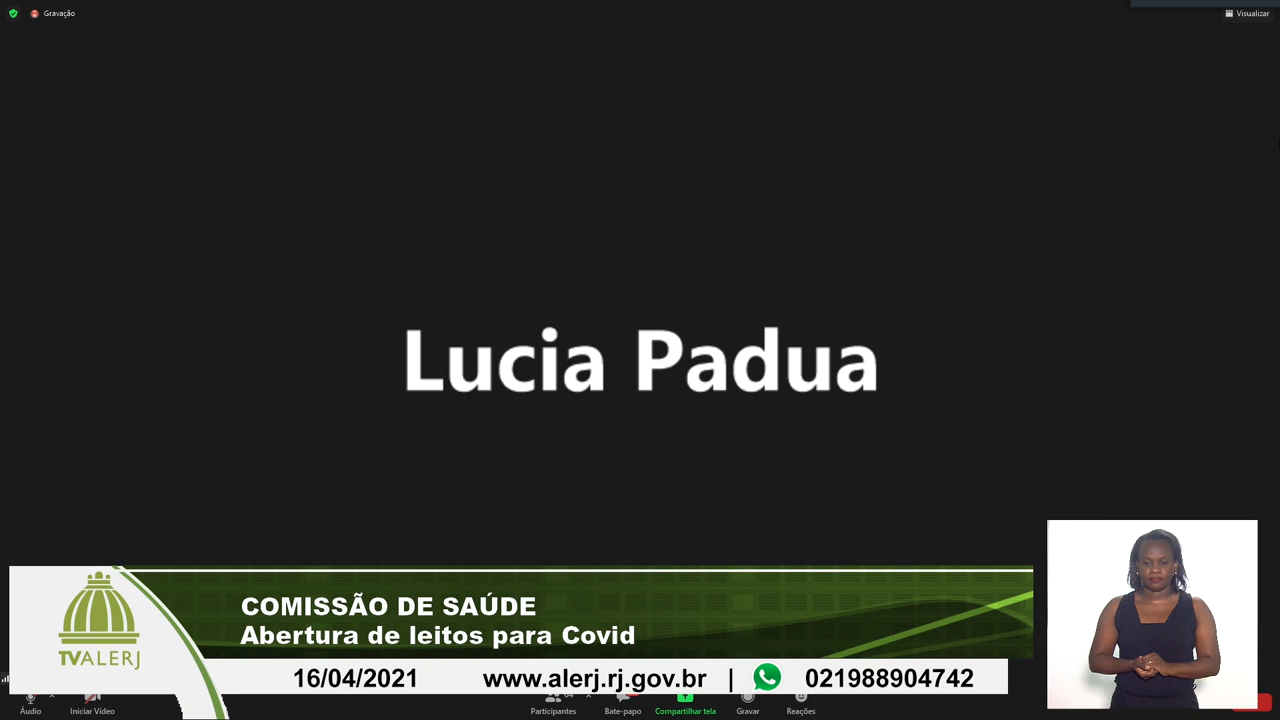 Gravação
Visualizar
Lucia Padua
COMISSÃO DE SAÚDE
Abertura de leitos para Covid
TVALERJ
16/04/2021 www.alerj.rj.gov.br | 021988904742
Áudio Iniciar Vídeo Participantes Bate-papo Compartilhar tela Gravar Reações